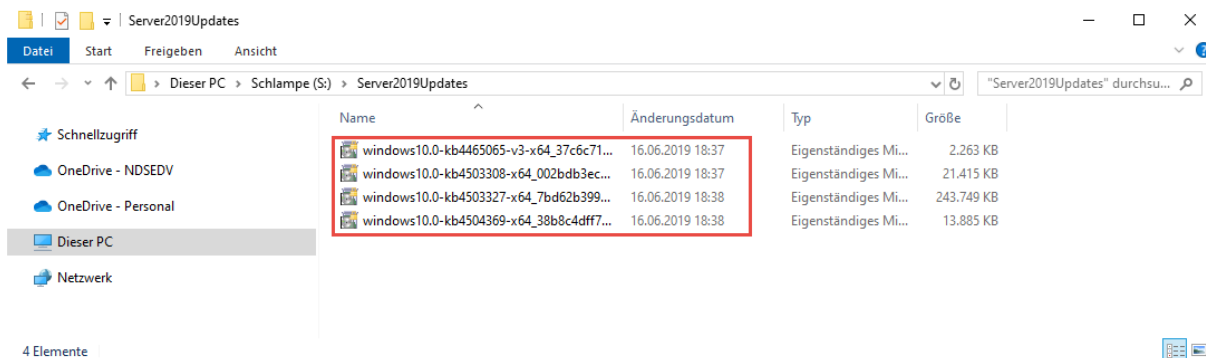 Server2019Updates
Datei Start Freigeben Ansicht
Dieser PC > Schlampe (S:) > Server2019Updates "Server2019Updates" durchsu...
Name Änderungsdatum Typ Größe
Schnellzugriff
windows10.0-kb4465065-v3-x64_37c6c71... 16.06.2019 18:37 Eigenständiges Mi... 2.263 KB
OneDrive - NDSEDV
windows10.0-kb4503308-x64_002bdb3ec... 16.06.2019 18:37 Eigenständiges Mi... 21.415 KB
windows10.0-kb4503327-x64_7bd62b399... 16.06.2019 18:38 Eigenständiges Mi... 243.749 KB
OneDrive - Personal
windows10.0-kb4504369-x64_38b8c4dff7... 16.06.2019 18:38 Eigenständiges Mi... 13.885 KB
Dieser PC
Netzwerk
4 Elemente